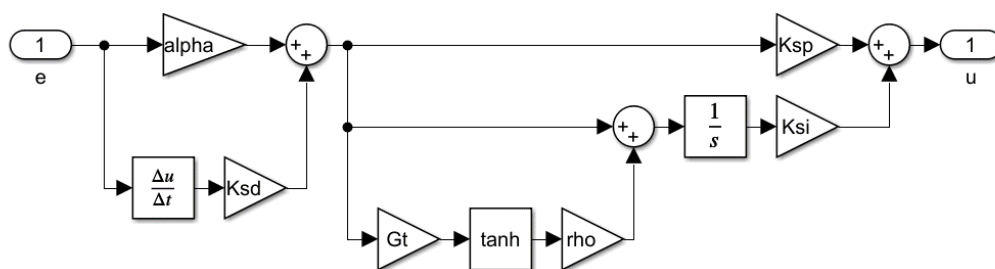 1
e
alpha
+
+
Δu
Δt
Ksd
Gt
tanh
rho
+
+
1
s
Ksp
Ksi
+
+
1
u